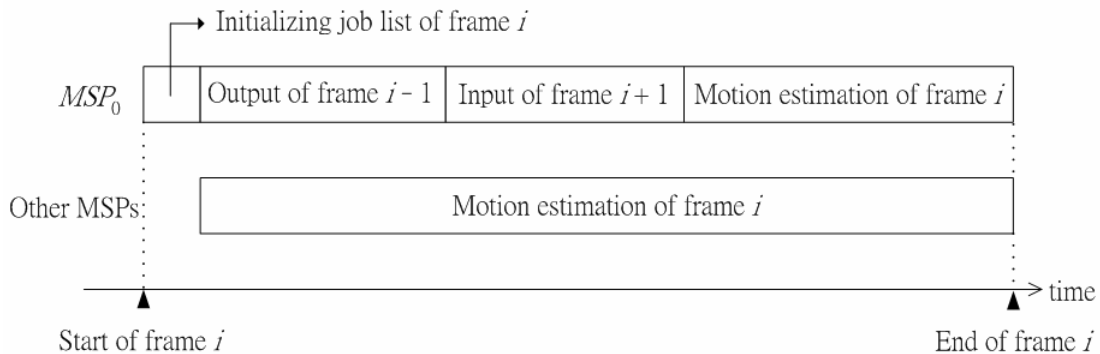 Initializing job list of frame i
MSP0 Output of frame i - 1 Input of frame i + 1 Motion estimation of frame i
Other MSPs: Motion estimation of frame i
time
Start of frame i End of frame i